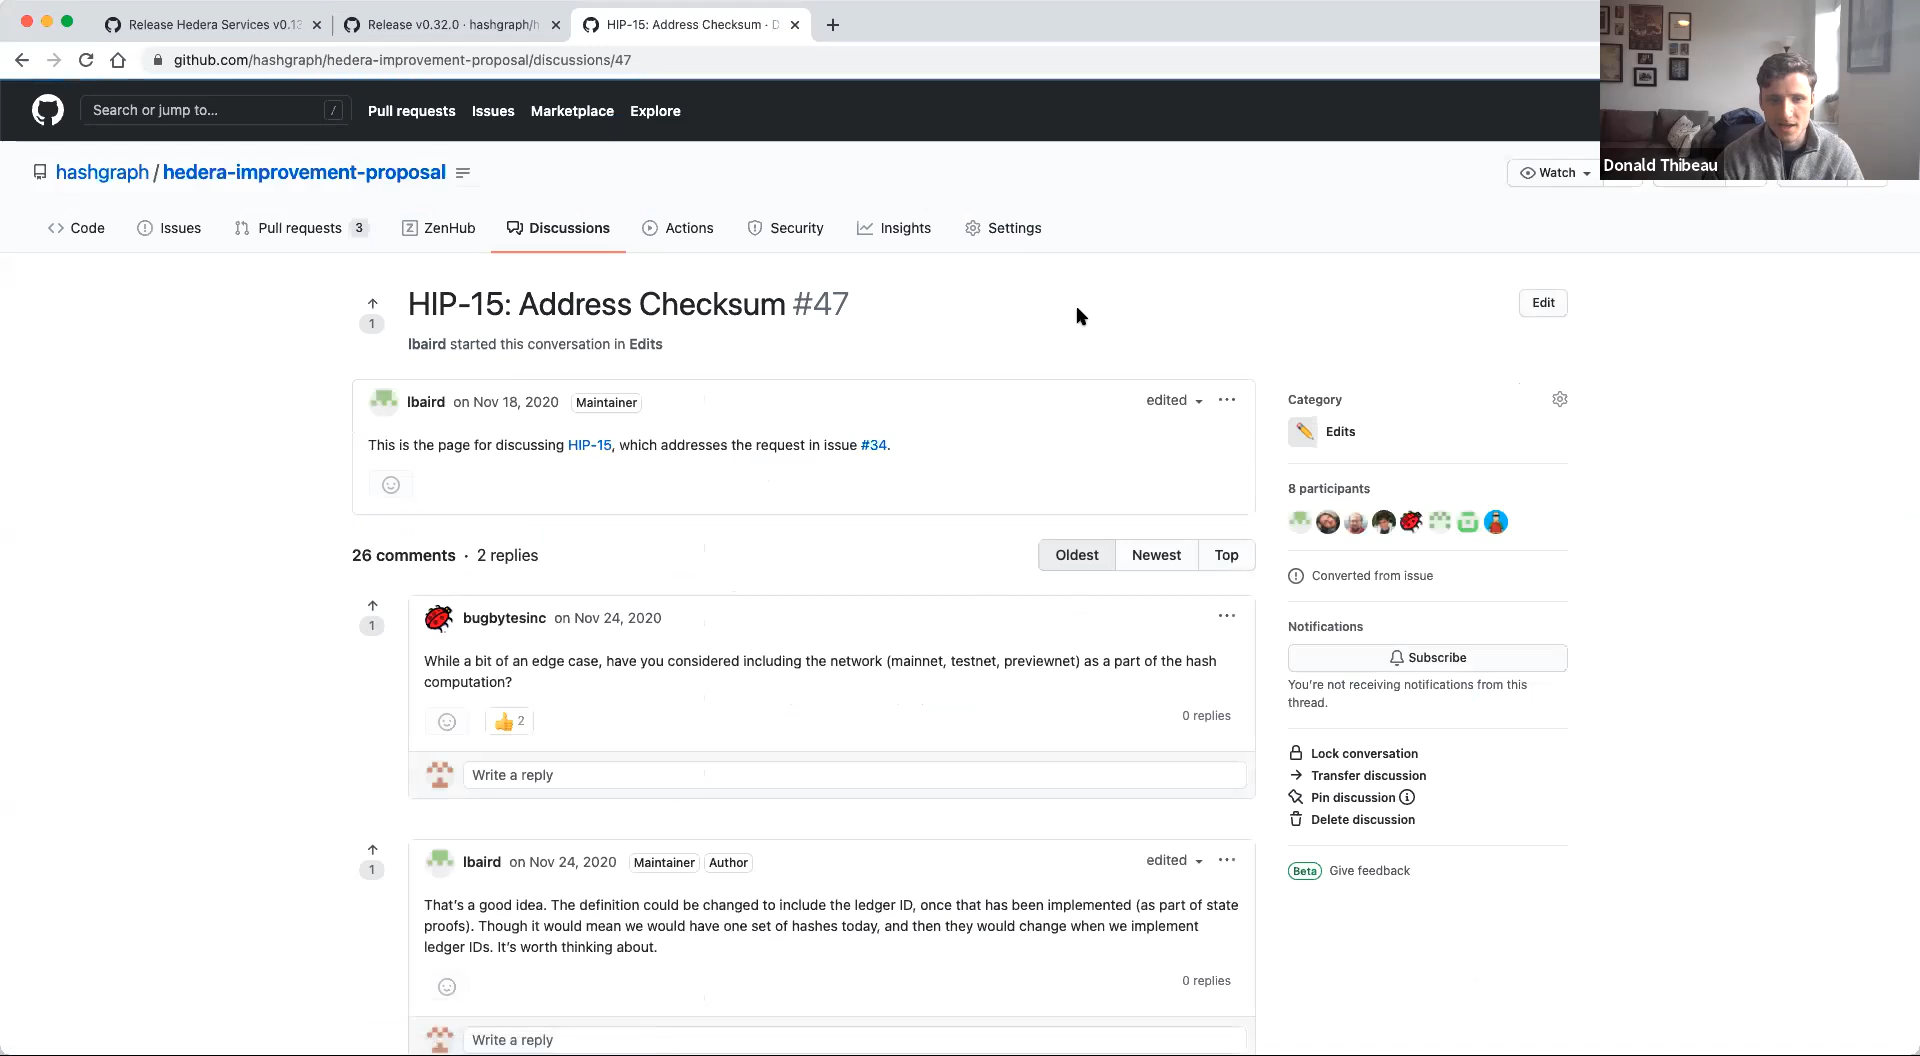 Release Hedera Services v0.13
Release v0.32.0 · hashgraph/h
HIP-15: Address Checksum · D
github.com/hashgraph/hedera-improvement-proposal/discussions/47
Search or jump to...
/
Pull requests
Issues
Marketplace
Explore
Donald Thibeau
hashgraph / hedera-improvement-proposal
Watch
Code
Issues
Pull requests 3
ZenHub
Discussions
Actions
Security
Insights
Settings
1
HIP-15: Address Checksum #47
Edit
lbaird started this conversation in Edits
lbaird on Nov 18, 2020 Maintainer
edited
This is the page for discussing HIP-15, which addresses the request in issue #34.
26 comments · 2 replies
Oldest
Newest
Top
1
bugbytesinc on Nov 24, 2020
While a bit of an edge case, have you considered including the network (mainnet, testnet, previewnet) as a part of the hash
computation?
2
0 replies
Write a reply
1
lbaird on Nov 24, 2020 Maintainer Author
edited
That's a good idea. The definition could be changed to include the ledger ID, once that has been implemented (as part of state
proofs). Though it would mean we would have one set of hashes today, and then they would change when we implement
ledger IDs. It's worth thinking about.
0 replies
Write a reply
Category
Edits
8 participants
Converted from issue
Notifications
Subscribe
You're not receiving notifications from this
thread.
Lock conversation
Transfer discussion
Pin discussion
Delete discussion
Beta Give feedback